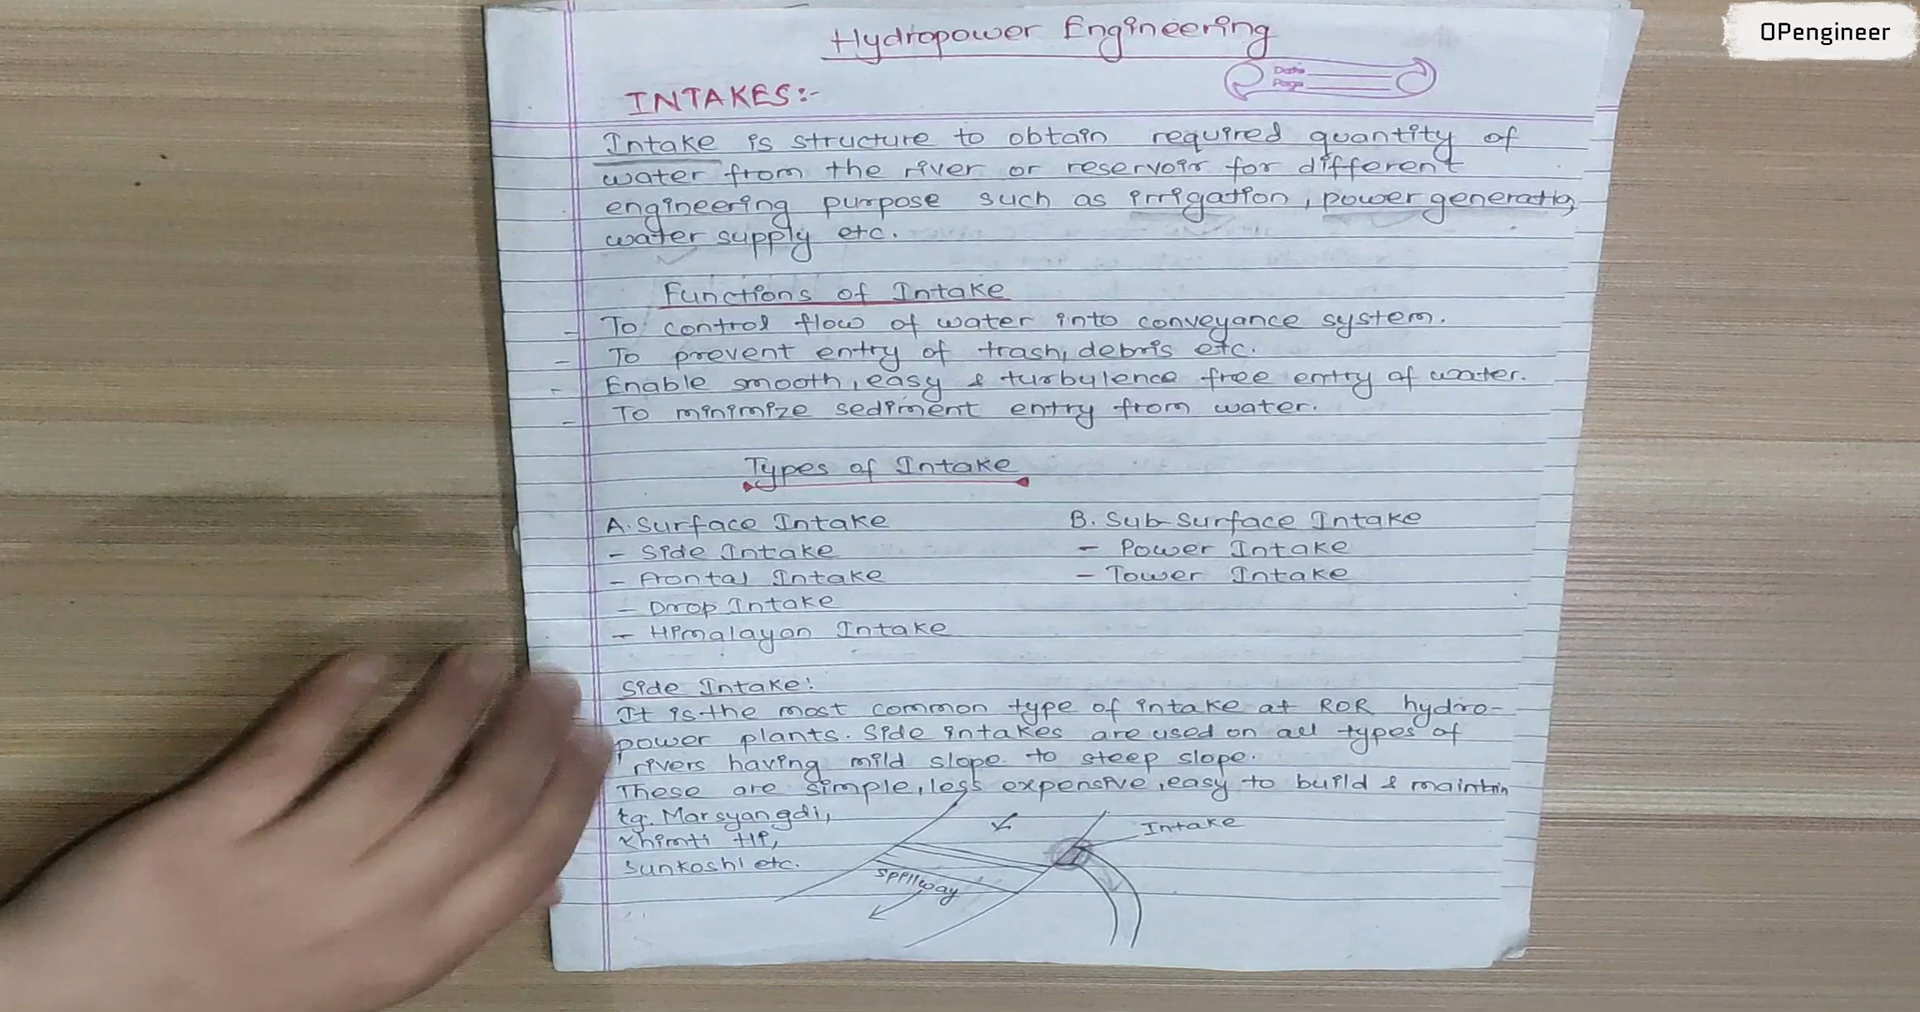 OPengineer
Hydropower Engineering
Date
Page
INTAKES:-
Intake is structure to obtain required quantity of
water from the river or reservoir for different
engineering purpose such as irrigation, power generation,
water supply etc.
Functions of Intake
- To control flow of water into conveyance system.
- To prevent entry of trash, debris etc.
- Enable smooth, easy & turbulence free entry of water.
- To minimize sediment entry from water.
Types of Intake
A. Surface Intake
- Side Intake
- Frontal Intake
- Drop Intake
- Himalayan Intake
B. Sub-Surface Intake
- Power Intake
- Tower Intake
Side Intake:
It is the most common type of intake at ROR hydro-
power plants. Side intakes are used on all types of
rivers having mild slope to steep slope.
These are simple, less expensive, easy to build & maintain
Eg. Marsyangdi,
Khimti HP,
Sunkoshi etc.
Intake
Spillway